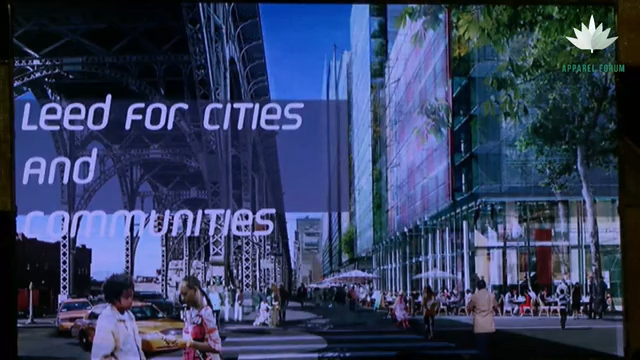 Leed FOR CITIES
AND
COMMUNITIES
APPAREL FORUM